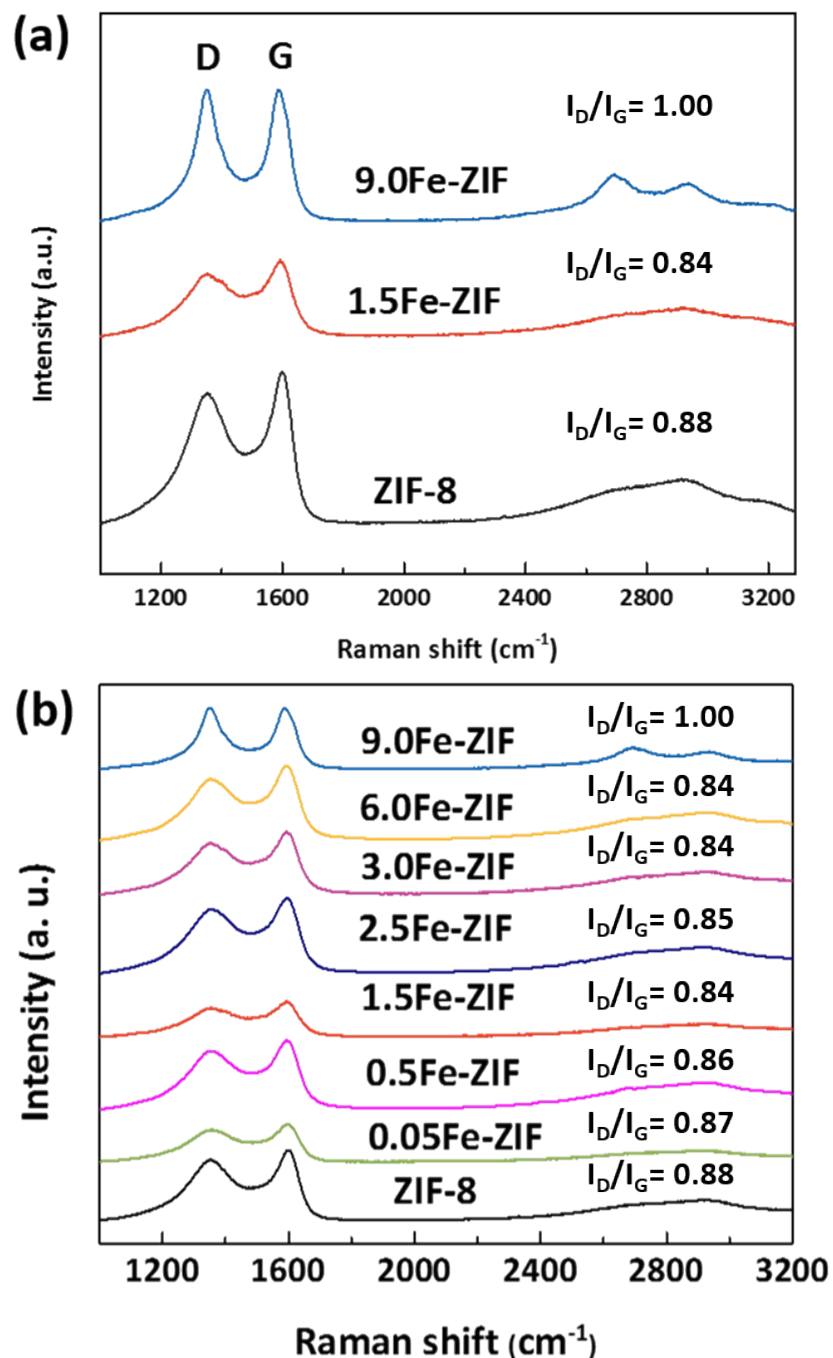 (a)
D G
I_D/I_G= 1.00
9.0Fe-ZIF
I_D/I_G= 0.84
1.5Fe-ZIF
I_D/I_G= 0.88
ZIF-8
Intensity (a.u.)
1200 1600 2000 2400 2800 3200
Raman shift (cm⁻¹)
(b)
9.0Fe-ZIF I_D/I_G= 1.00
6.0Fe-ZIF I_D/I_G= 0.84
3.0Fe-ZIF I_D/I_G= 0.84
2.5Fe-ZIF I_D/I_G= 0.85
1.5Fe-ZIF I_D/I_G= 0.84
0.5Fe-ZIF I_D/I_G= 0.86
0.05Fe-ZIF I_D/I_G= 0.87
ZIF-8 I_D/I_G= 0.88
Intensity (a. u.)
1200 1600 2000 2400 2800 3200
Raman shift (cm⁻¹)